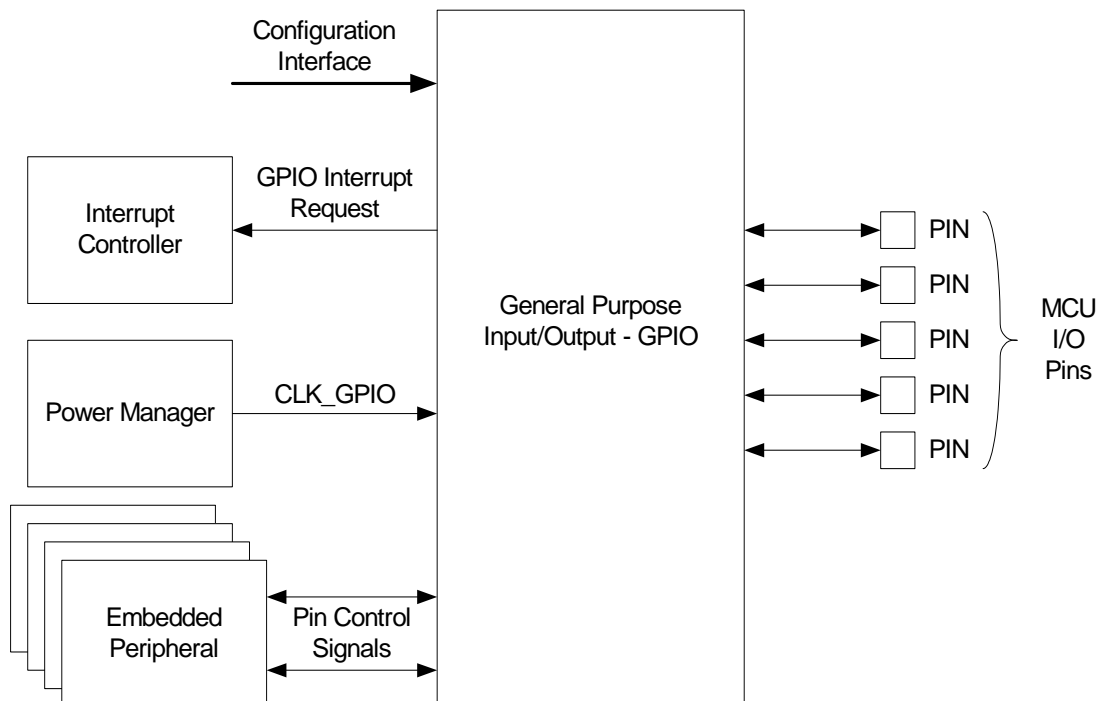 Configuration
Interface
GPIO Interrupt
Request
Interrupt
Controller
General Purpose
Input/Output - GPIO
Power Manager
CLK_GPIO
Embedded
Peripheral
Pin Control
Signals
PIN
PIN
PIN
PIN
PIN
MCU
I/O
Pins